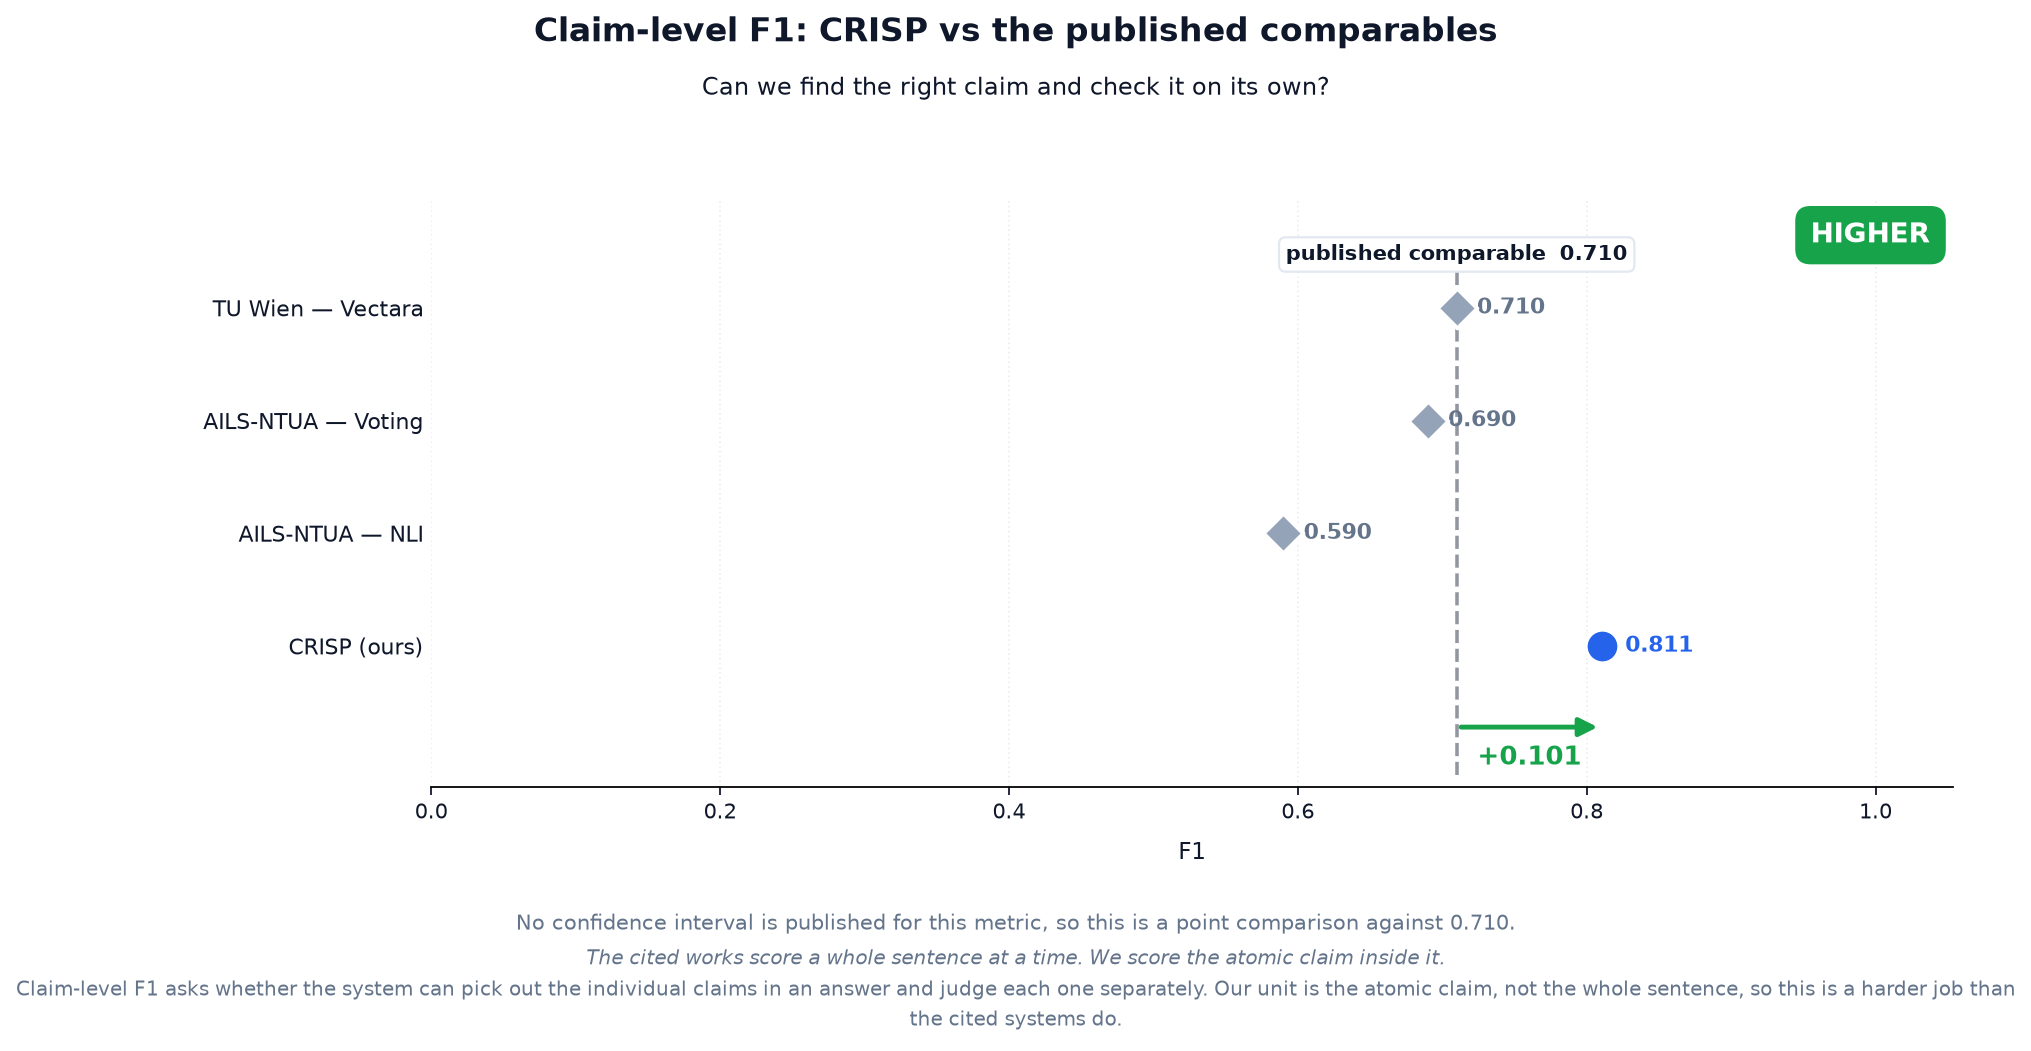 Claim-level F1: CRISP vs the published comparables
Can we find the right claim and check it on its own?
HIGHER
published comparable 0.710
TU Wien — Vectara
0.710
AILS-NTUA — Voting
0.690
AILS-NTUA — NLI
0.590
CRISP (ours)
0.811
+0.101
0.0 0.2 0.4 0.6 0.8 1.0
F1
No confidence interval is published for this metric, so this is a point comparison against 0.710.
The cited works score a whole sentence at a time. We score the atomic claim inside it.
Claim-level F1 asks whether the system can pick out the individual claims in an answer and judge each one separately. Our unit is the atomic claim, not the whole sentence, so this is a harder job than
the cited systems do.